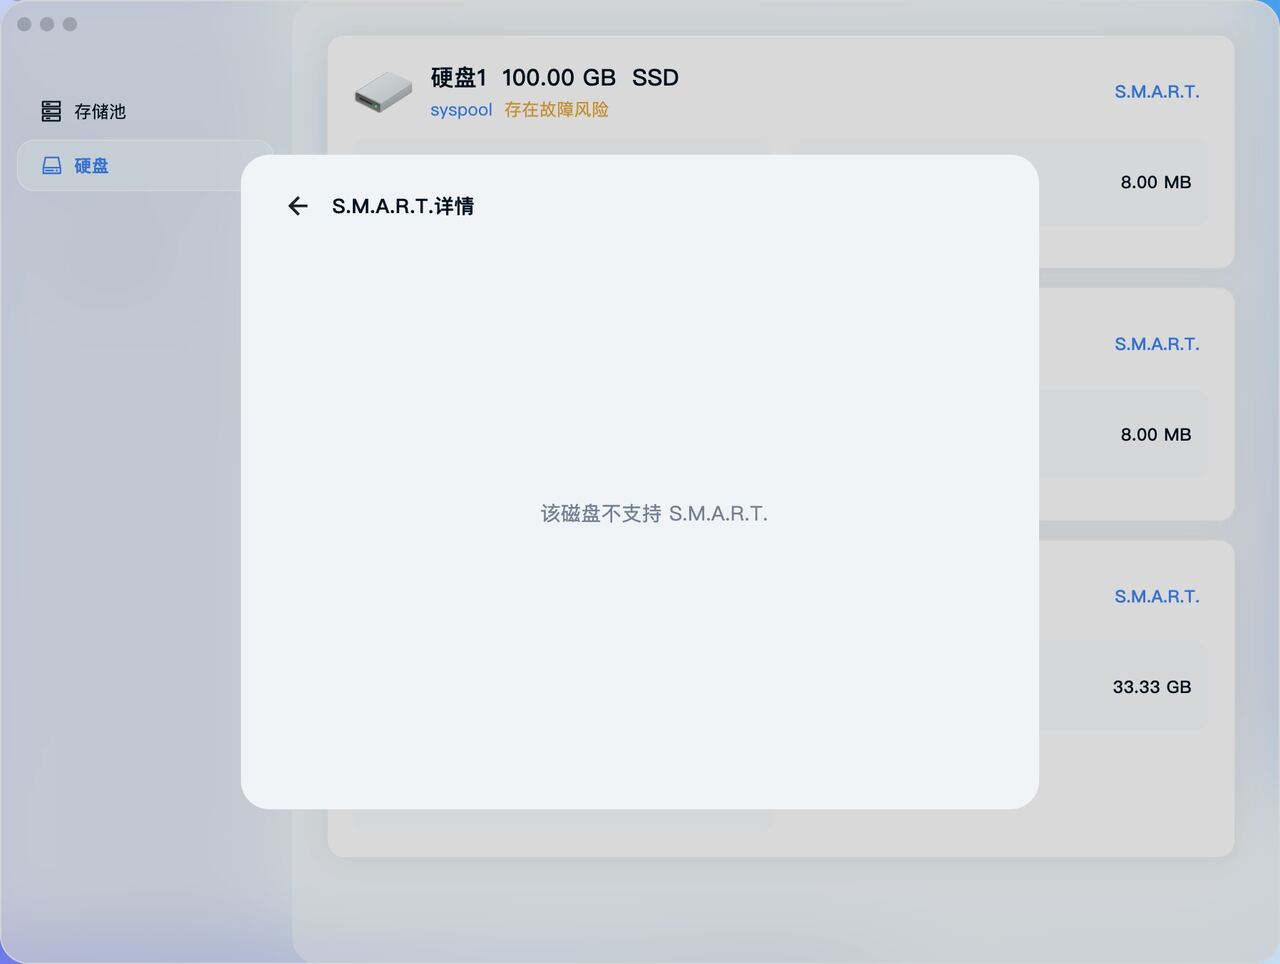 存储池
硬盘
硬盘1 100.00 GB SSD
syspool 存在故障风险
S.M.A.R.T.
8.00 MB
S.M.A.R.T.详情
该磁盘不支持 S.M.A.R.T.
S.M.A.R.T.
8.00 MB
S.M.A.R.T.
33.33 GB